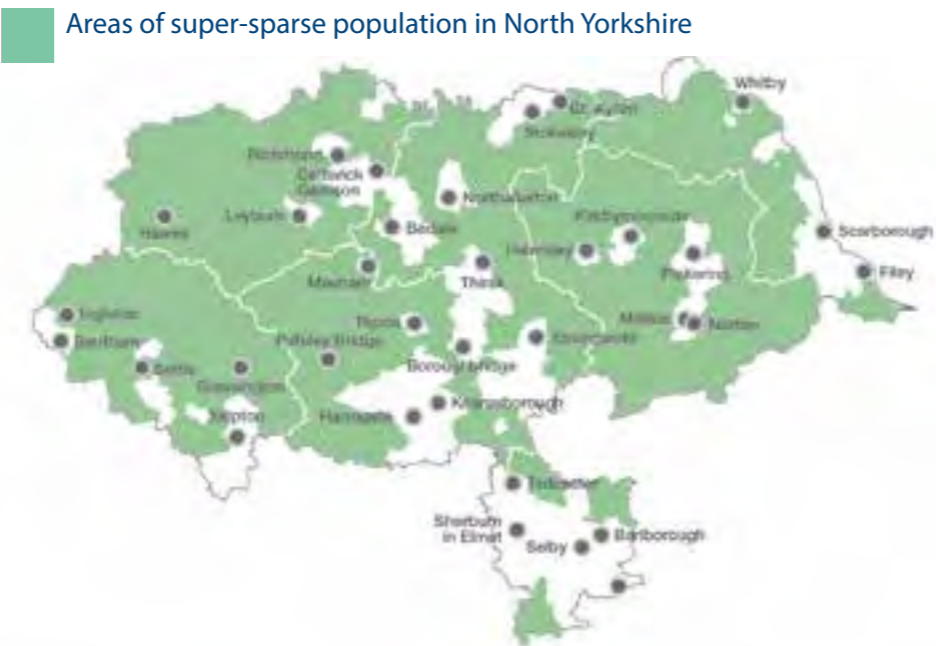 Areas of super-sparse population in North Yorkshire
Whitby
Stokesley
Richmond
Catterick
Garrison
Northallerton
Kirkbymoorside
Leyburn
Hawes
Bedale
Helmsley
Scarborough
Pickering
Filey
Masham
Thirsk
Ingleton
Ripon
Malton
Norton
Bentham
Pateley Bridge
Easingwold
Settle
Boroughbridge
Grassington
Skipton
Harrogate
Knaresborough
Tadcaster
Sherburn
in Elmet
Selby
Barlborough